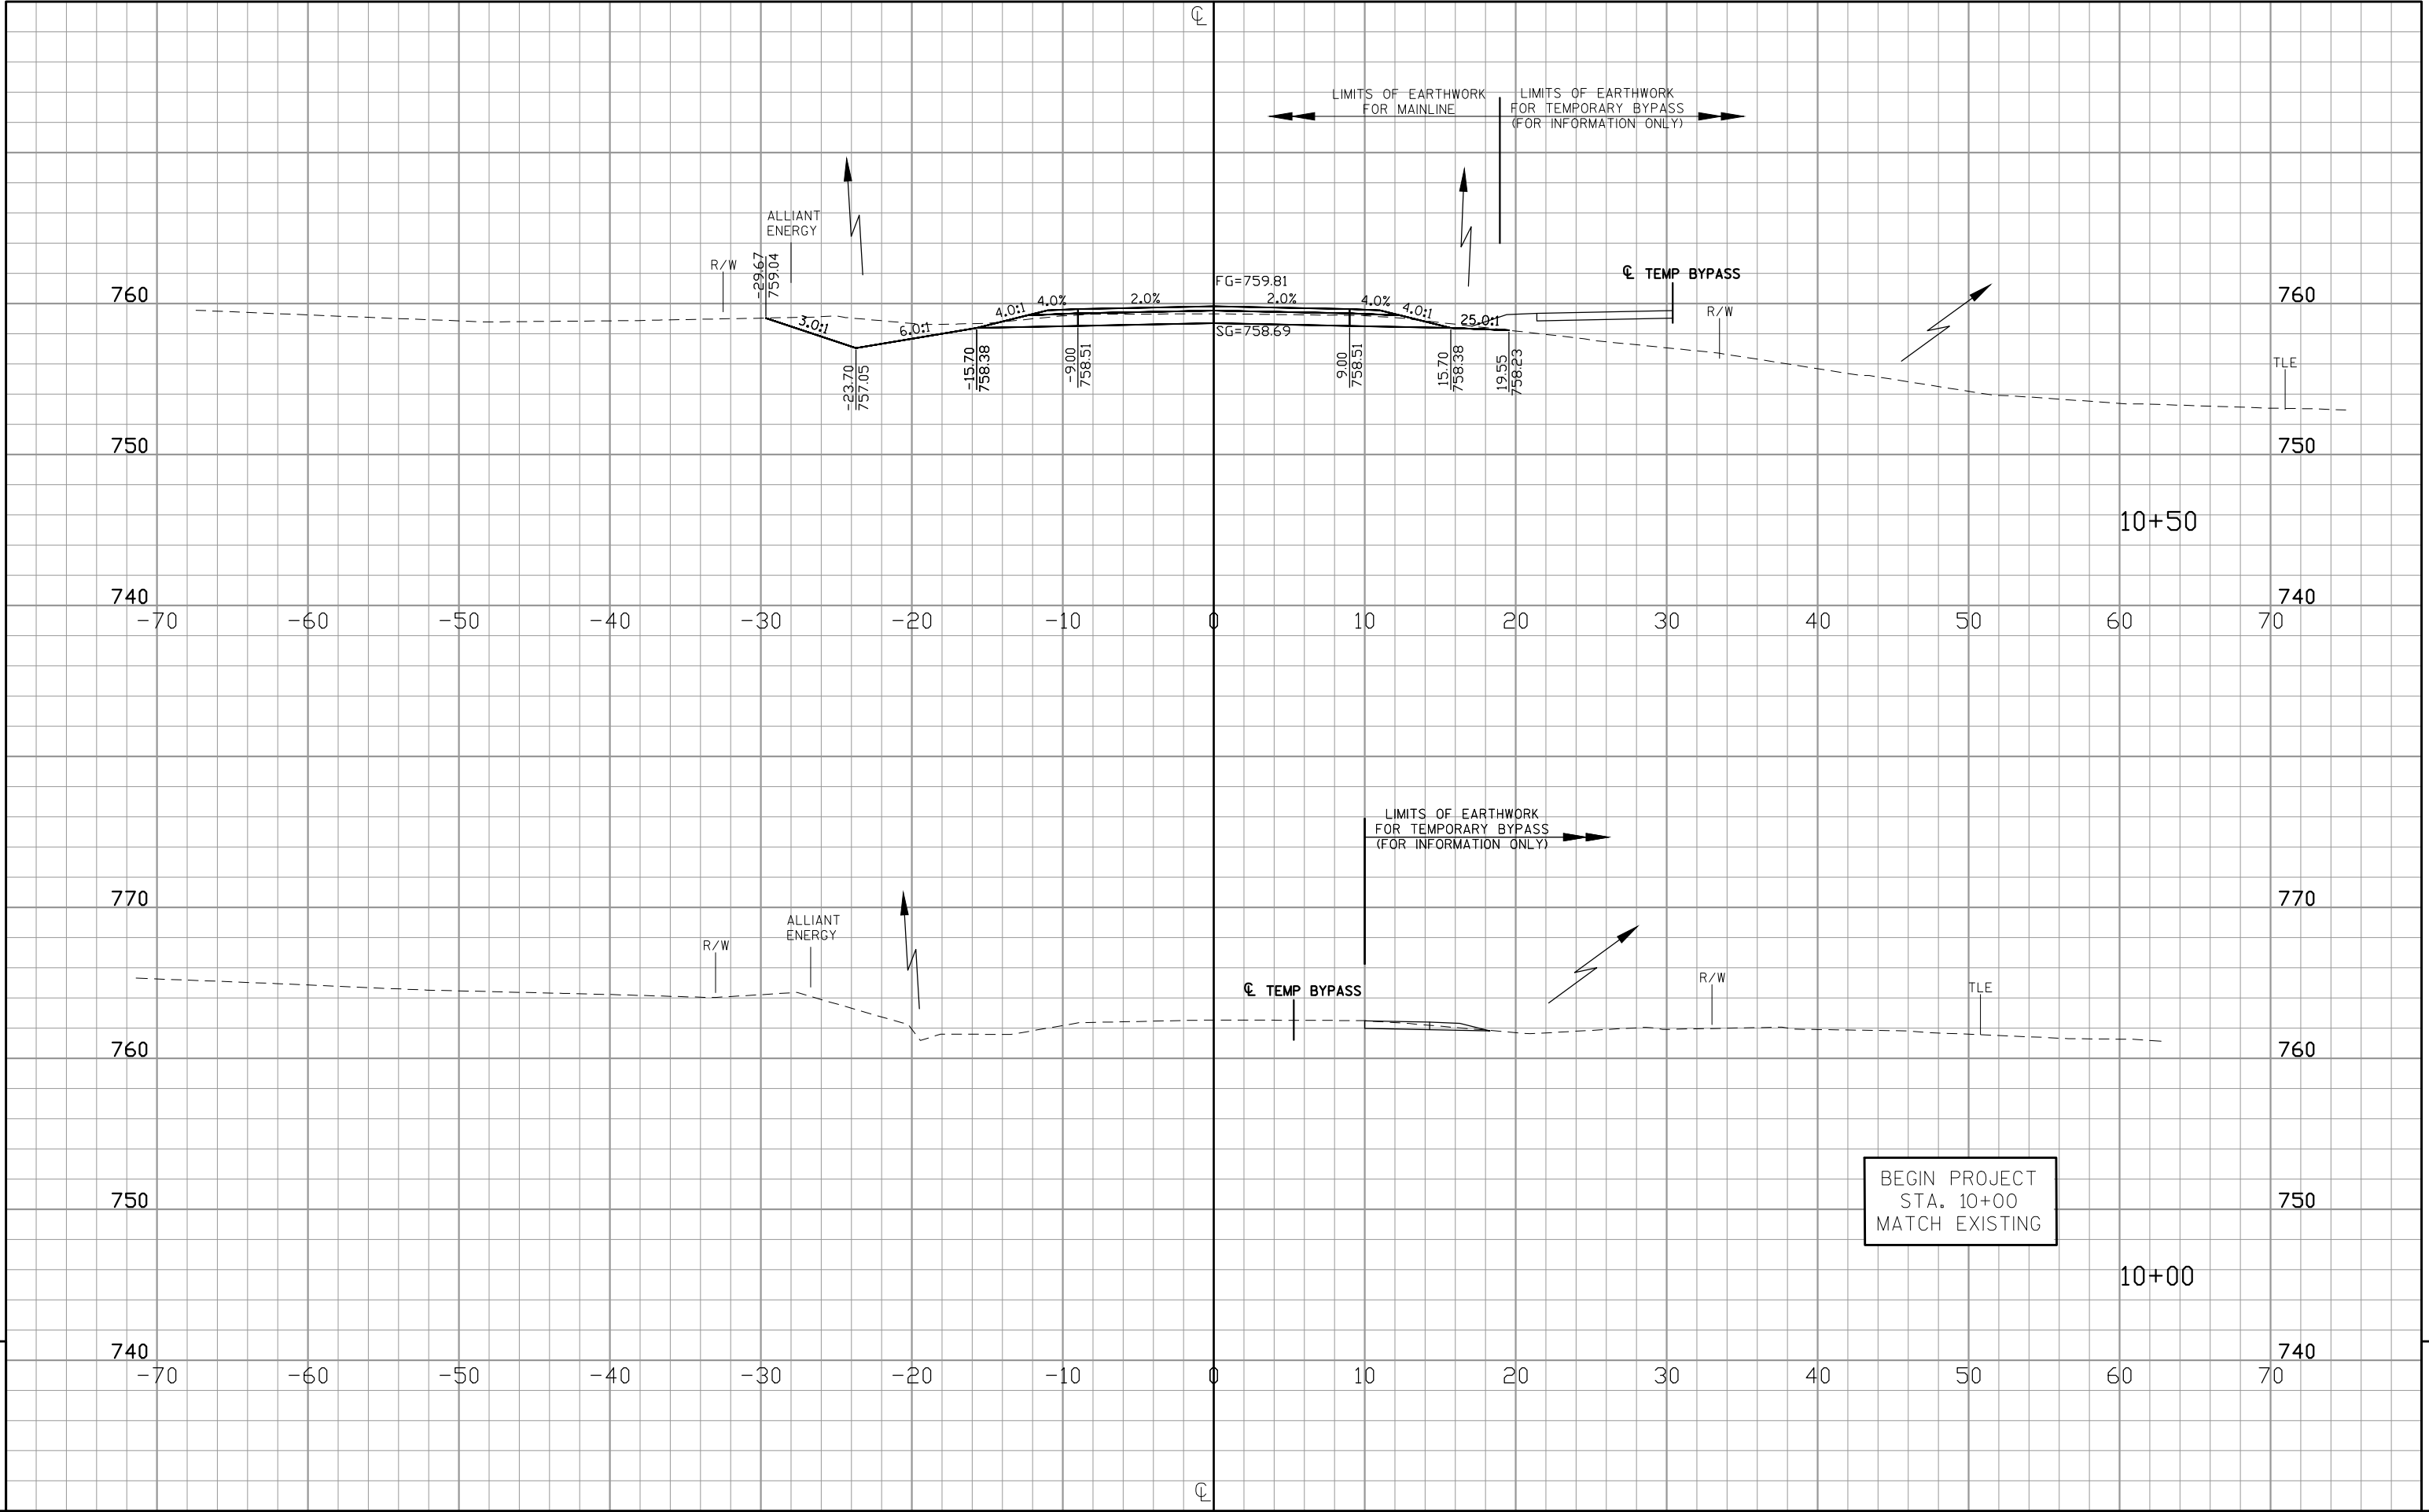 ℄
LIMITS OF EARTHWORK
FOR MAINLINE
LIMITS OF EARTHWORK
FOR TEMPORARY BYPASS
(FOR INFORMATION ONLY)
ALLIANT
ENERGY
R/W
-29.67
759.04
℄ TEMP BYPASS
R/W
FG=759.81
760
3.0:1
6.0:1
4.0:1
4.0%
2.0%
2.0%
4.0%
4.0:1
25.0:1
760
SG=758.69
-23.70
757.05
-15.70
758.38
-9.00
758.51
9.00
758.51
15.70
758.38
19.55
758.23
TLE
750
750
10+50
740
740
-70 -60 -50 -40 -30 -20 -10 0 10 20 30 40 50 60 70
LIMITS OF EARTHWORK
FOR TEMPORARY BYPASS
(FOR INFORMATION ONLY)
770
770
ALLIANT
ENERGY
R/W
℄ TEMP BYPASS
R/W
TLE
760
760
BEGIN PROJECT
STA. 10+00
MATCH EXISTING
750
750
10+00
740
740
-70 -60 -50 -40 -30 -20 -10 0 10 20 30 40 50 60 70
℄